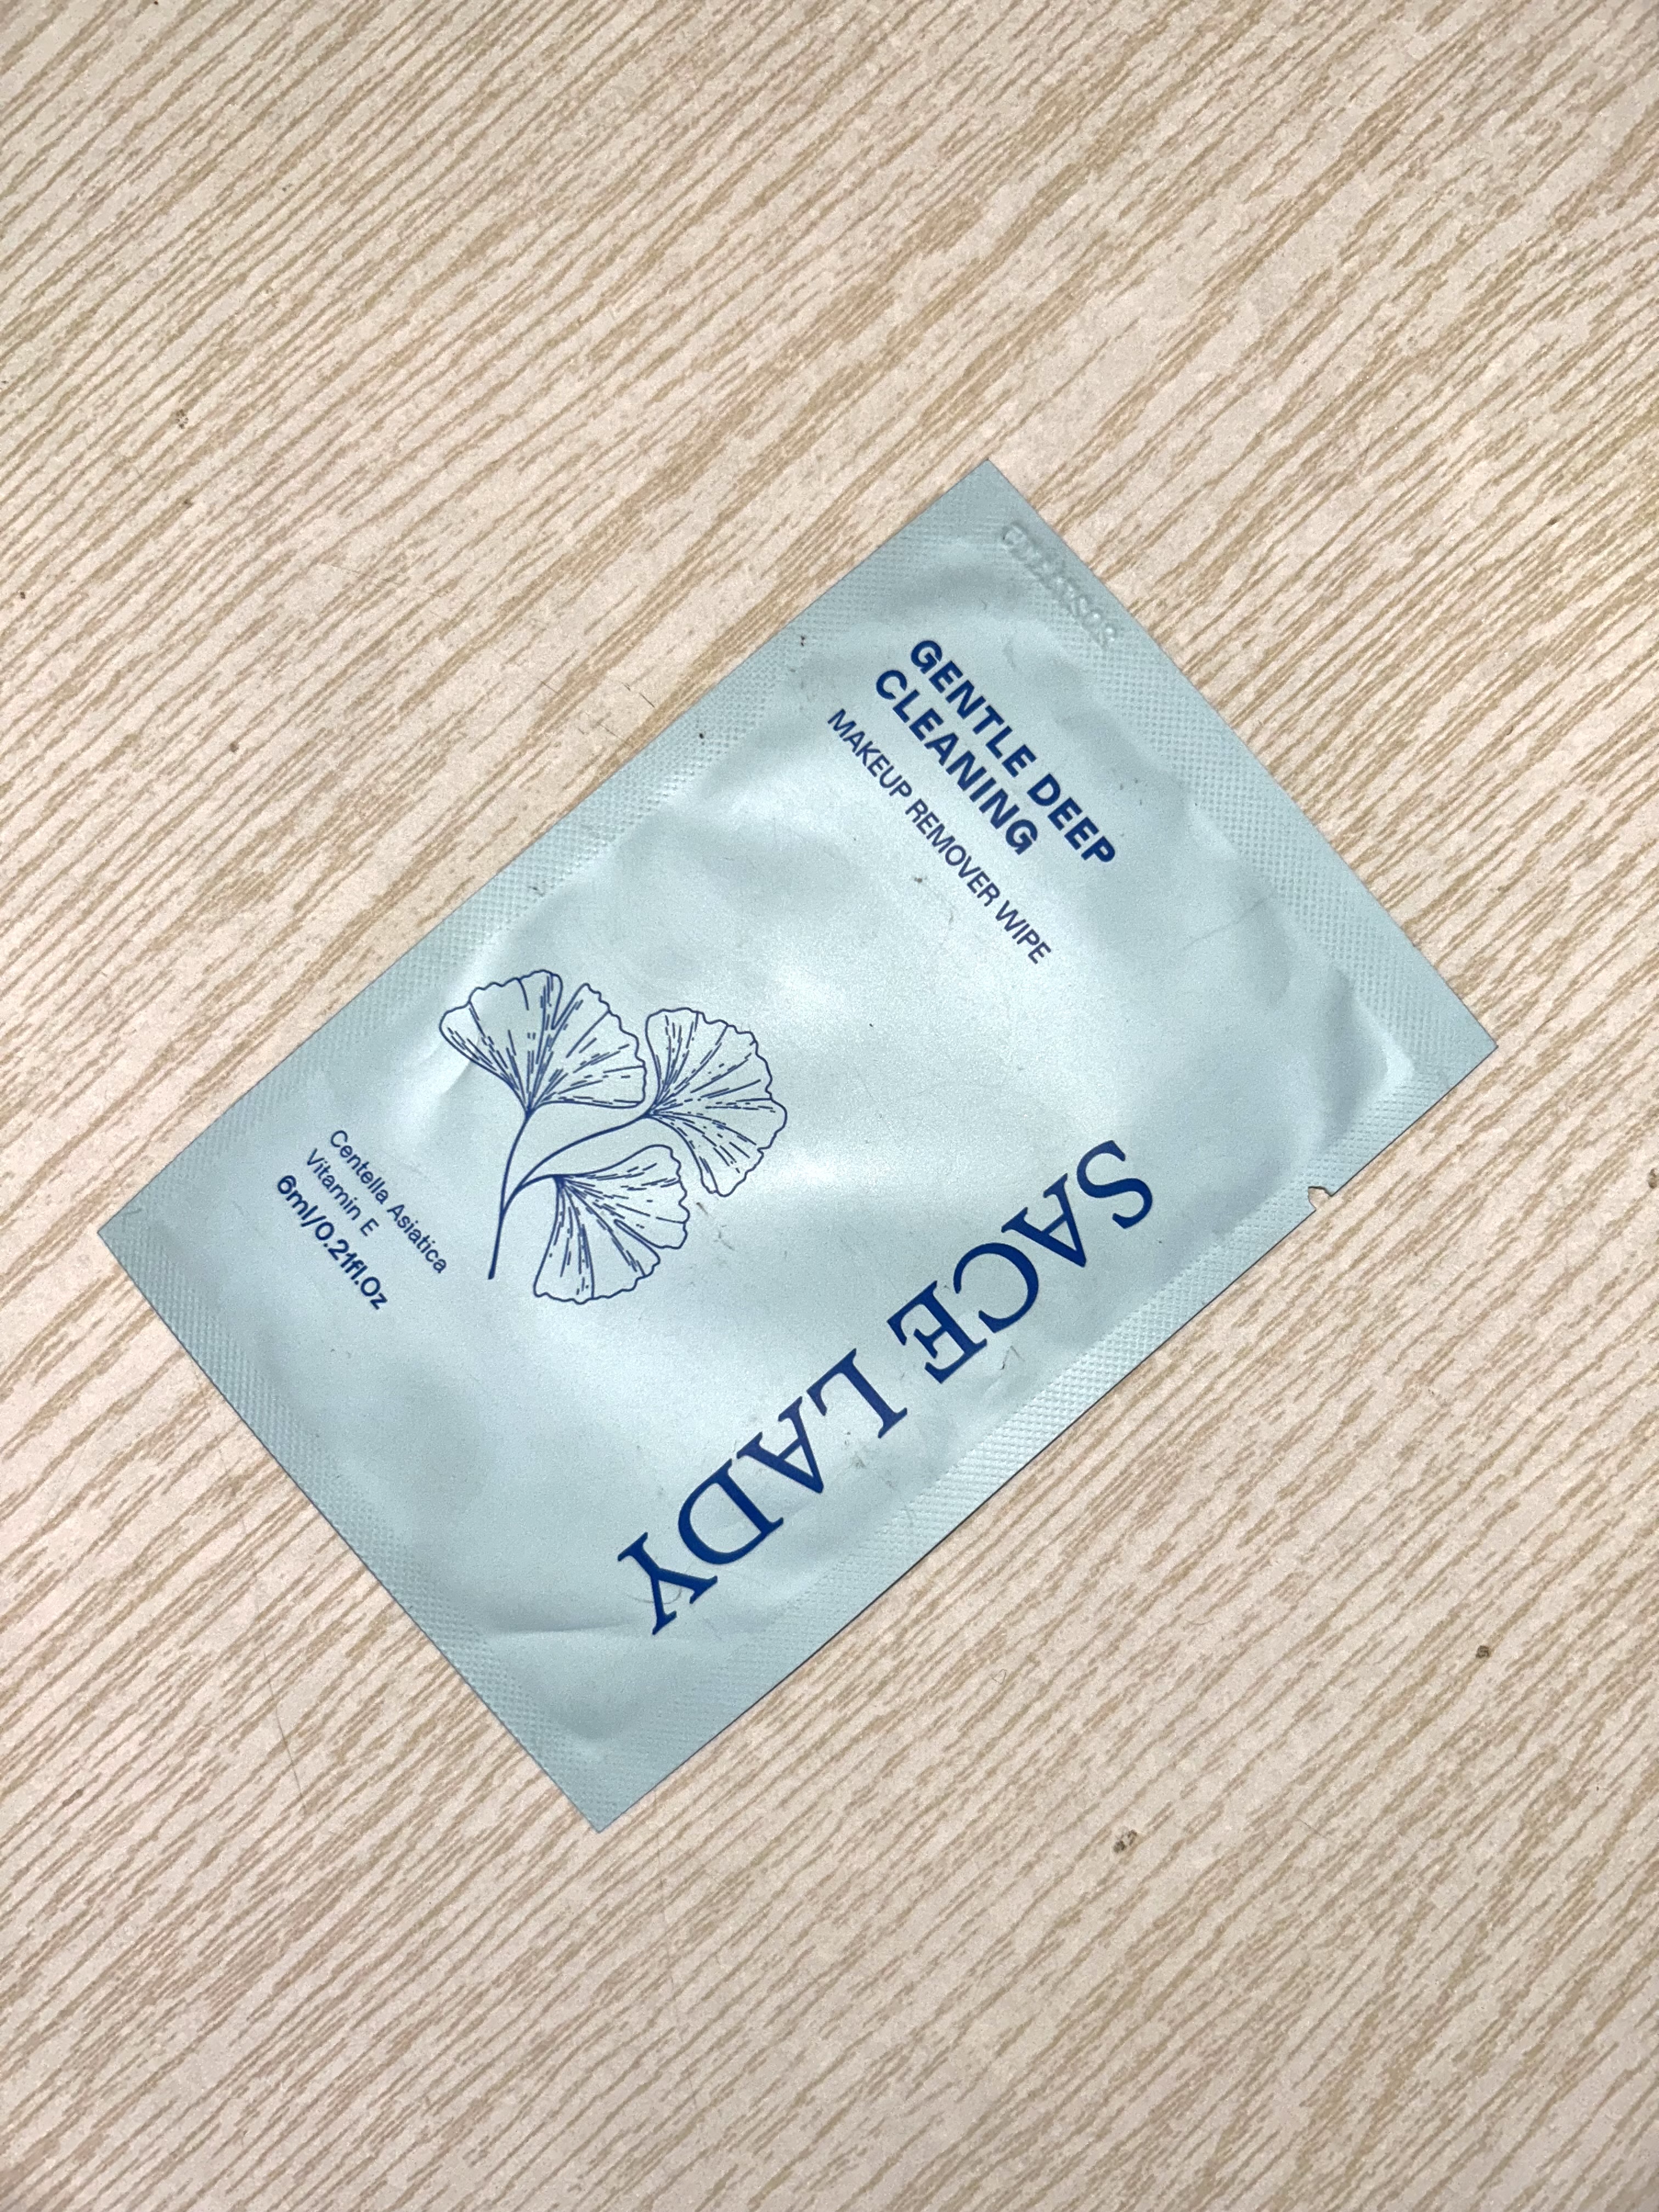 GENTLE DEEP
CLEANING
MAKEUP REMOVER WIPE
SACE LADY
Centella Asiatica
Vitamin E
6ml/0.21fl.Oz